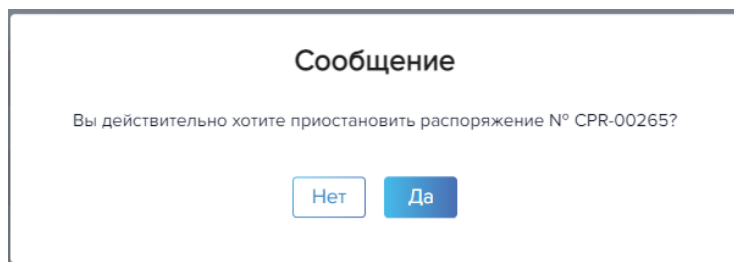 Сообщение
Вы действительно хотите приостановить распоряжение № CPR-00265?
Нет
Да